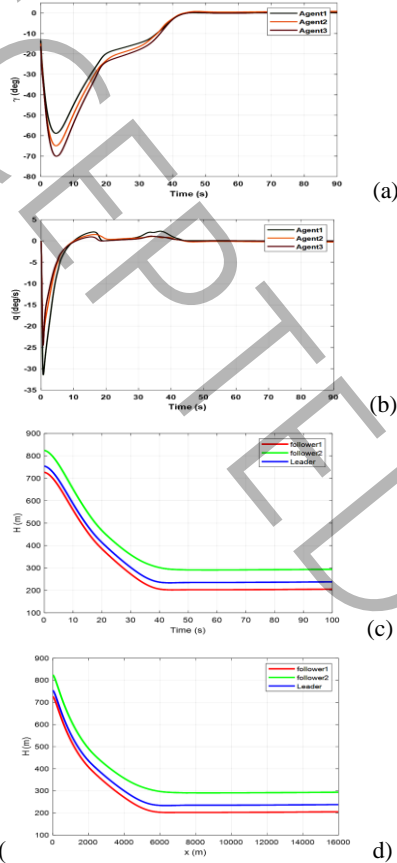 0
-10
-20
-30
-40
-50
-60
-70
-80
γ (deg)
Agent1
Agent2
Agent3
0 10 20 30 40 50 60 70 80 90
Time (s)
(a)
5
0
-5
-10
-15
-20
-25
-30
-35
q (deg/s)
Agent1
Agent2
Agent3
0 10 20 30 40 50 60 70 80 90
Time (s)
(b)
900
800
700
600
500
400
300
200
100
H (m)
follower1
follower2
Leader
0 10 20 30 40 50 60 70 80 90 100
Time (s)
(c)
900
800
700
600
500
400
300
200
100
H (m)
follower1
follower2
Leader
0 2000 4000 6000 8000 10000 12000 14000 16000
x (m)
( d)
CEPTED